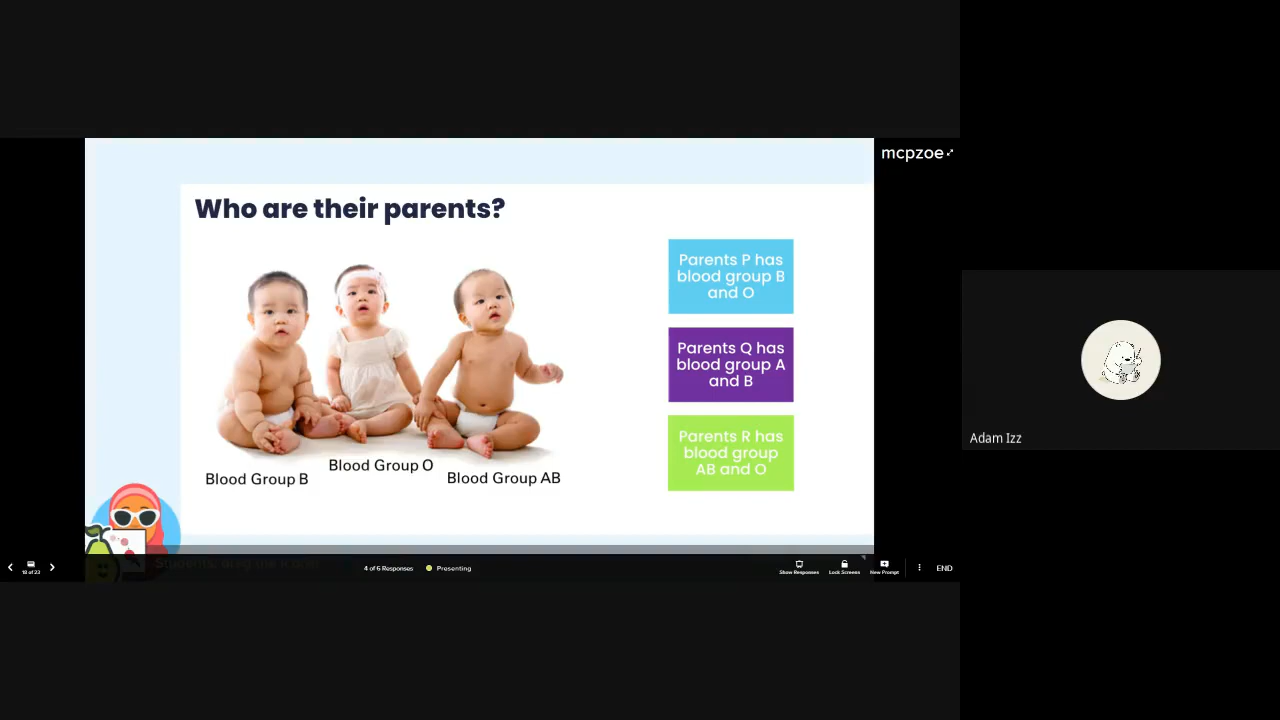 mcpzoe
Who are their parents?
Parents P has
blood group B
and O
Parents Q has
blood group A
and B
Parents R has
blood group
AB and O
Blood Group B
Blood Group O
Blood Group AB
Adam Izz
18 of 23
4 of 6 Responses
Presenting
Show Responses
Lock Screens
New Prompt
END